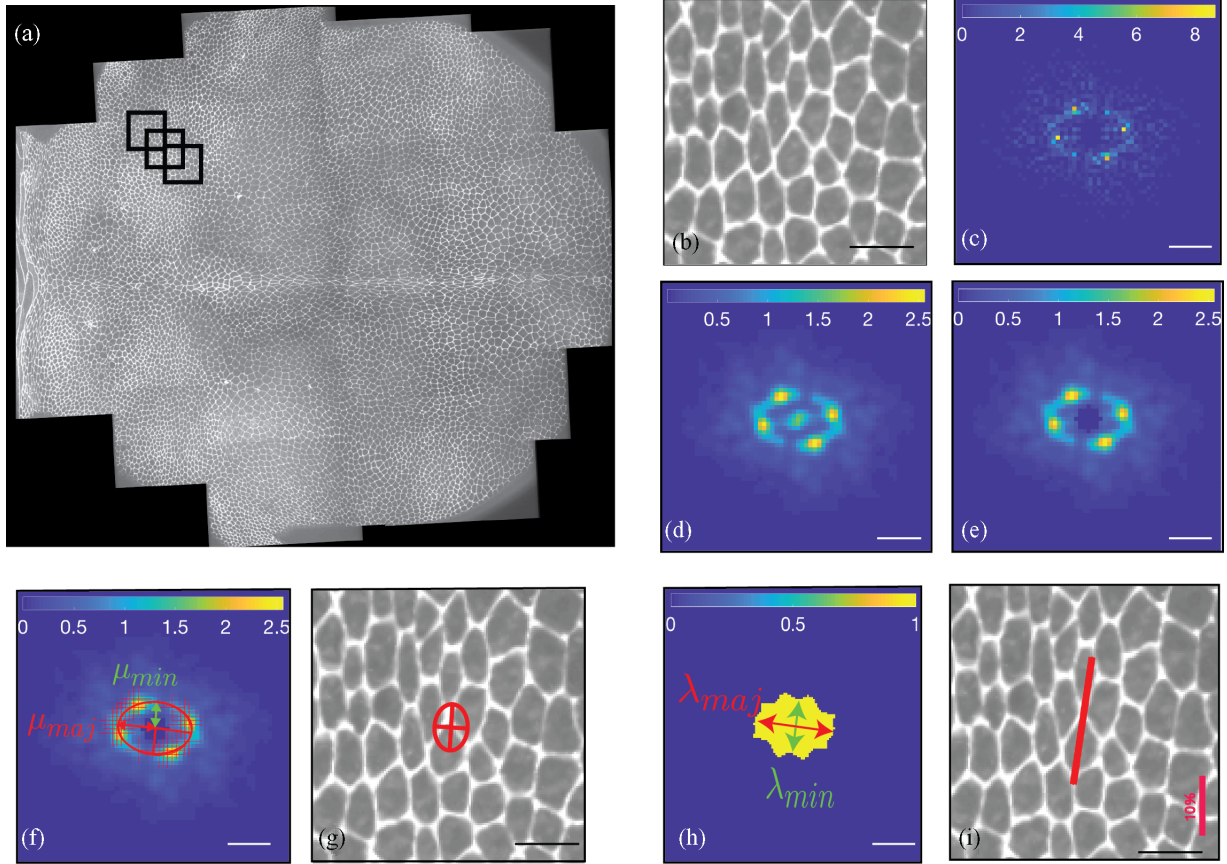 (a)
(b)
0 2 4 6 8
(c)
0.5 1 1.5 2 2.5
(d)
0 0.5 1 1.5 2 2.5
(e)
0 0.5 1 1.5 2 2.5
μmin
μmaj
(f)
(g)
0 0.5 1
λmaj
λmin
(h)
10%
(i)